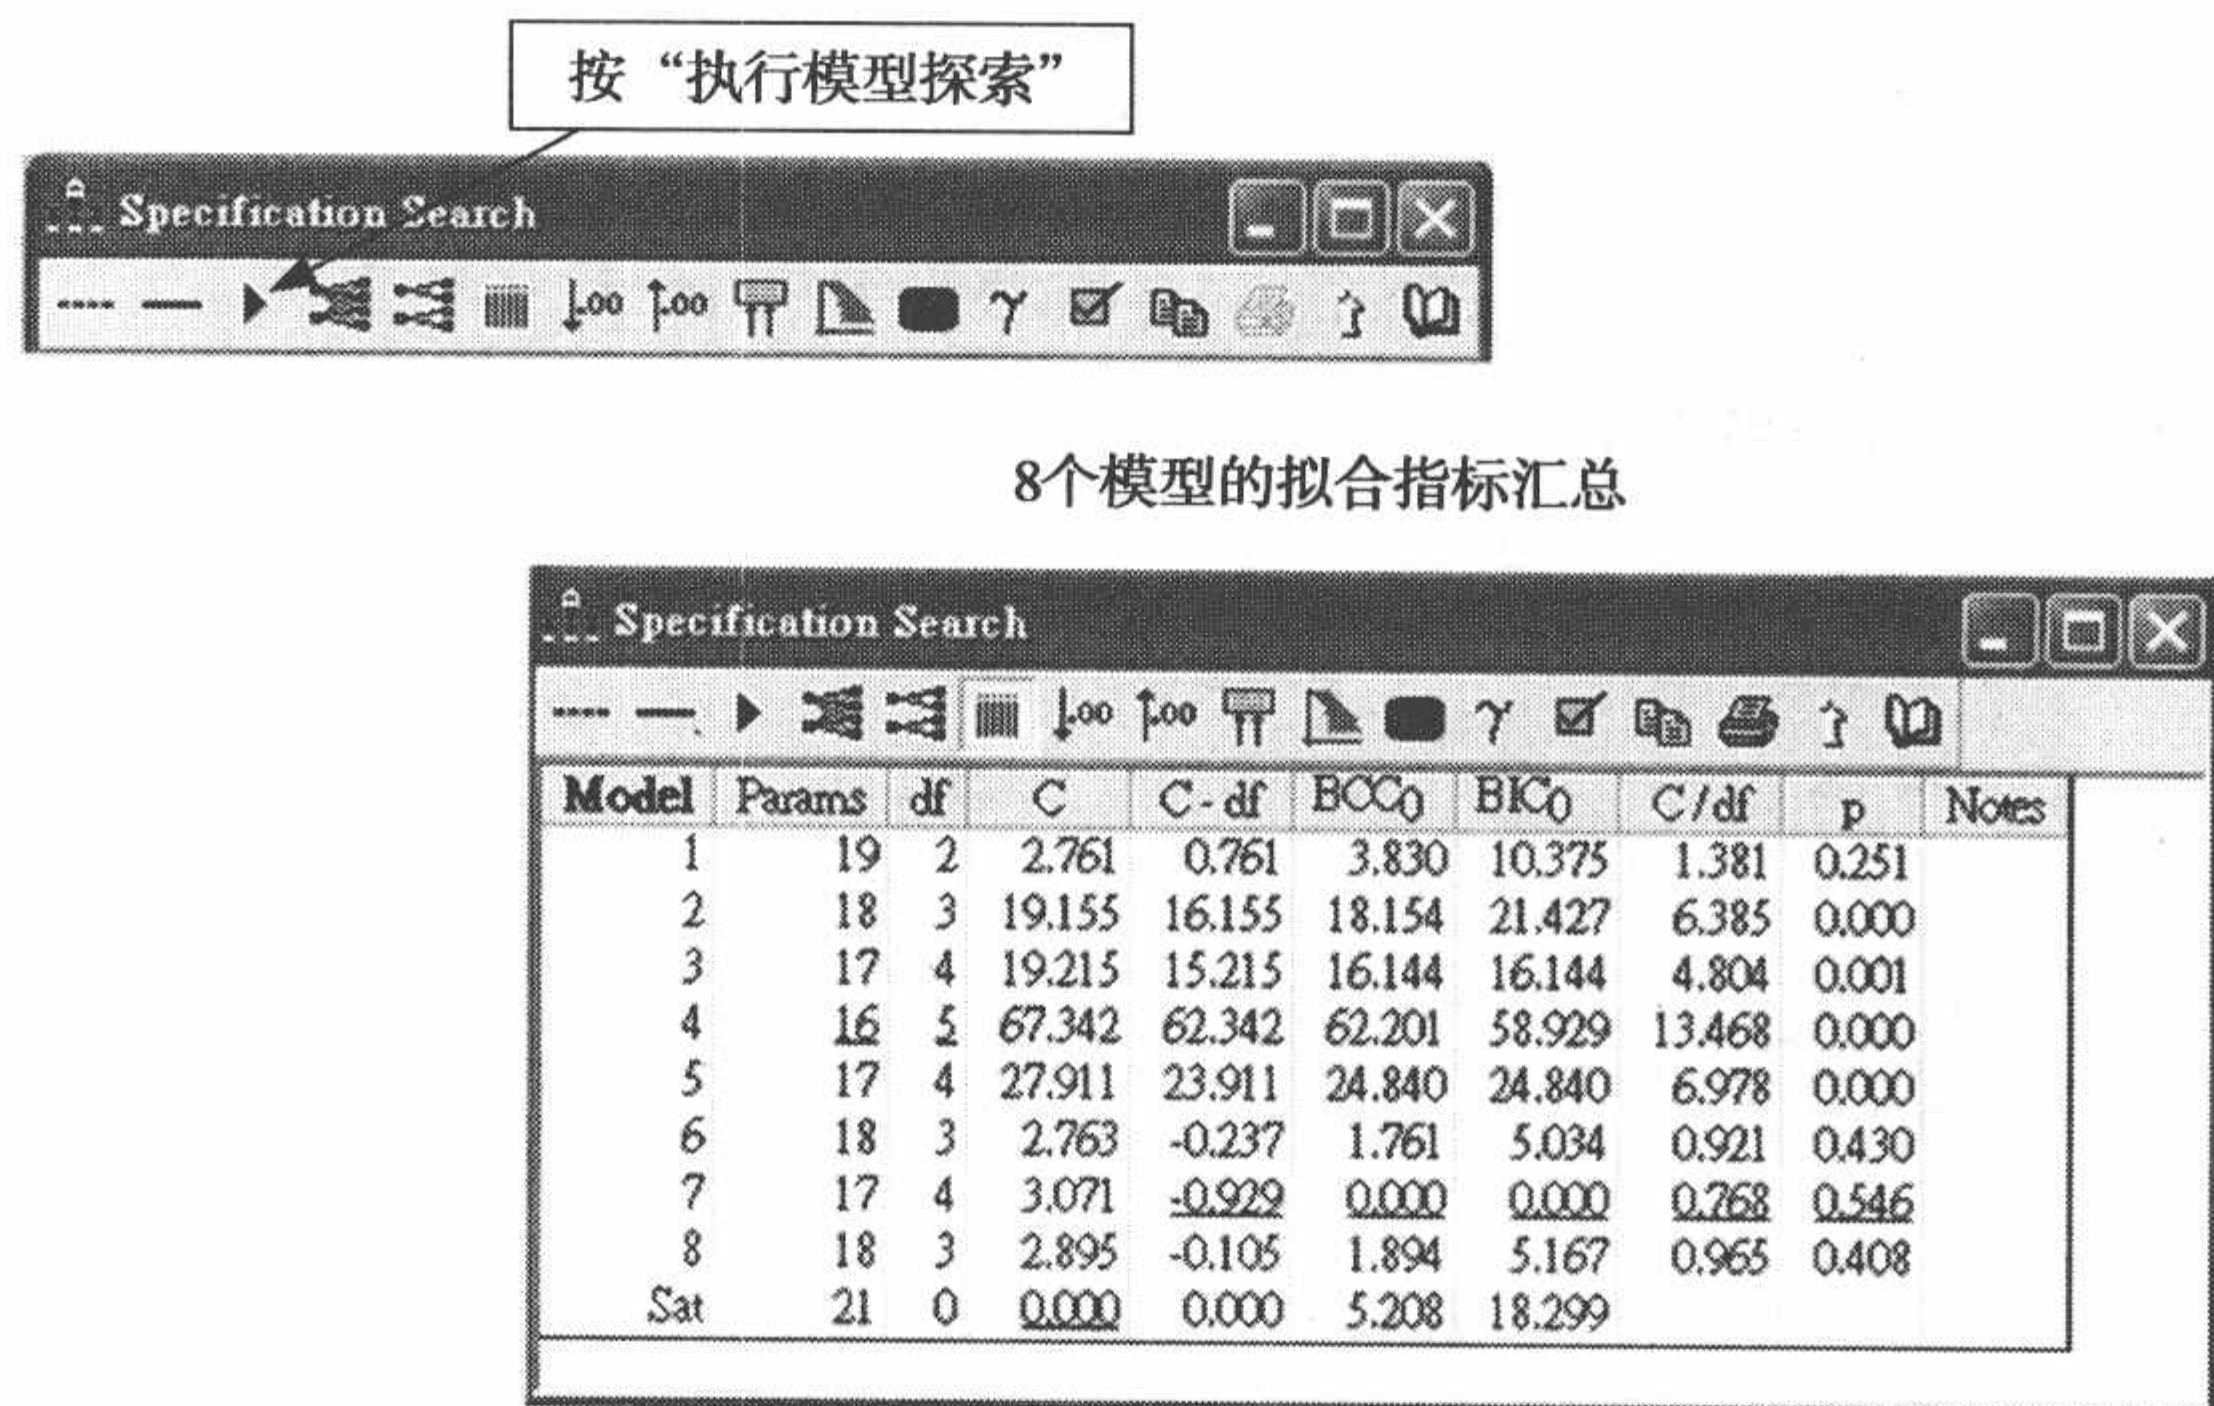 按“执行模型探索”
Specification Search
.00 .00 γ
8个模型的拟合指标汇总
Specification Search
.00 .00 γ
Model Params df C C - df BCC0 BIC0 C / df p Notes
1 19 2 2.761 0.761 3.830 10.375 1.381 0.251
2 18 3 19.155 16.155 18.154 21.427 6.385 0.000
3 17 4 19.215 15.215 16.144 16.144 4.804 0.001
4 16 5 67.342 62.342 62.201 58.929 13.468 0.000
5 17 4 27.911 23.911 24.840 24.840 6.978 0.000
6 18 3 2.763 -0.237 1.761 5.034 0.921 0.430
7 17 4 3.071 -0.929 0.000 0.000 0.768 0.546
8 18 3 2.895 -0.105 1.894 5.167 0.965 0.408
Sat 21 0 0.000 0.000 5.208 18.299